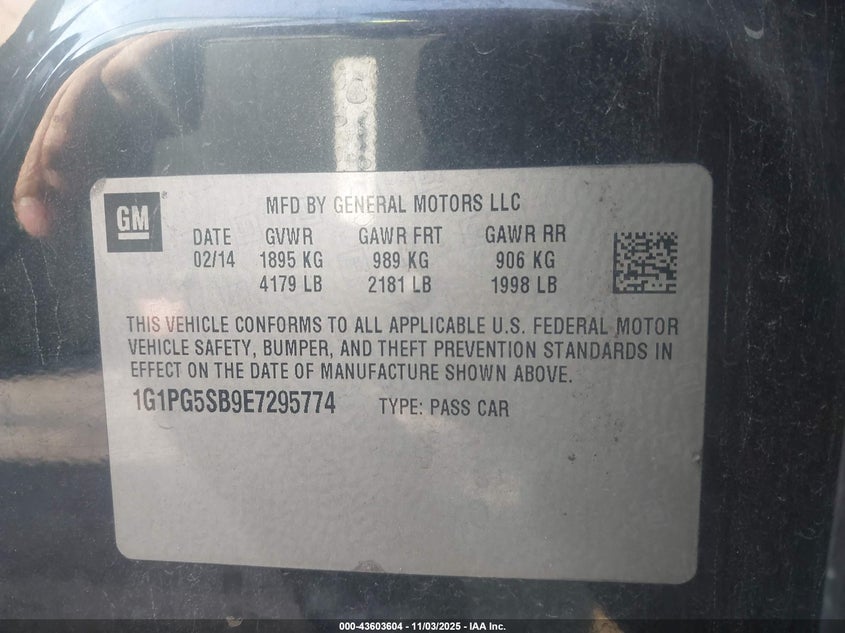 GM
MFD BY GENERAL MOTORS LLC
DATE GVWR GAWR FRT GAWR RR
02/14 1895 KG 989 KG 906 KG
4179 LB 2181 LB 1998 LB
THIS VEHICLE CONFORMS TO ALL APPLICABLE U.S. FEDERAL MOTOR
VEHICLE SAFETY, BUMPER, AND THEFT PREVENTION STANDARDS IN
EFFECT ON THE DATE OF MANUFACTURE SHOWN ABOVE.
1G1PG5SB9E7295774 TYPE: PASS CAR
000-43603604 - 11/03/2025 - IAA Inc.